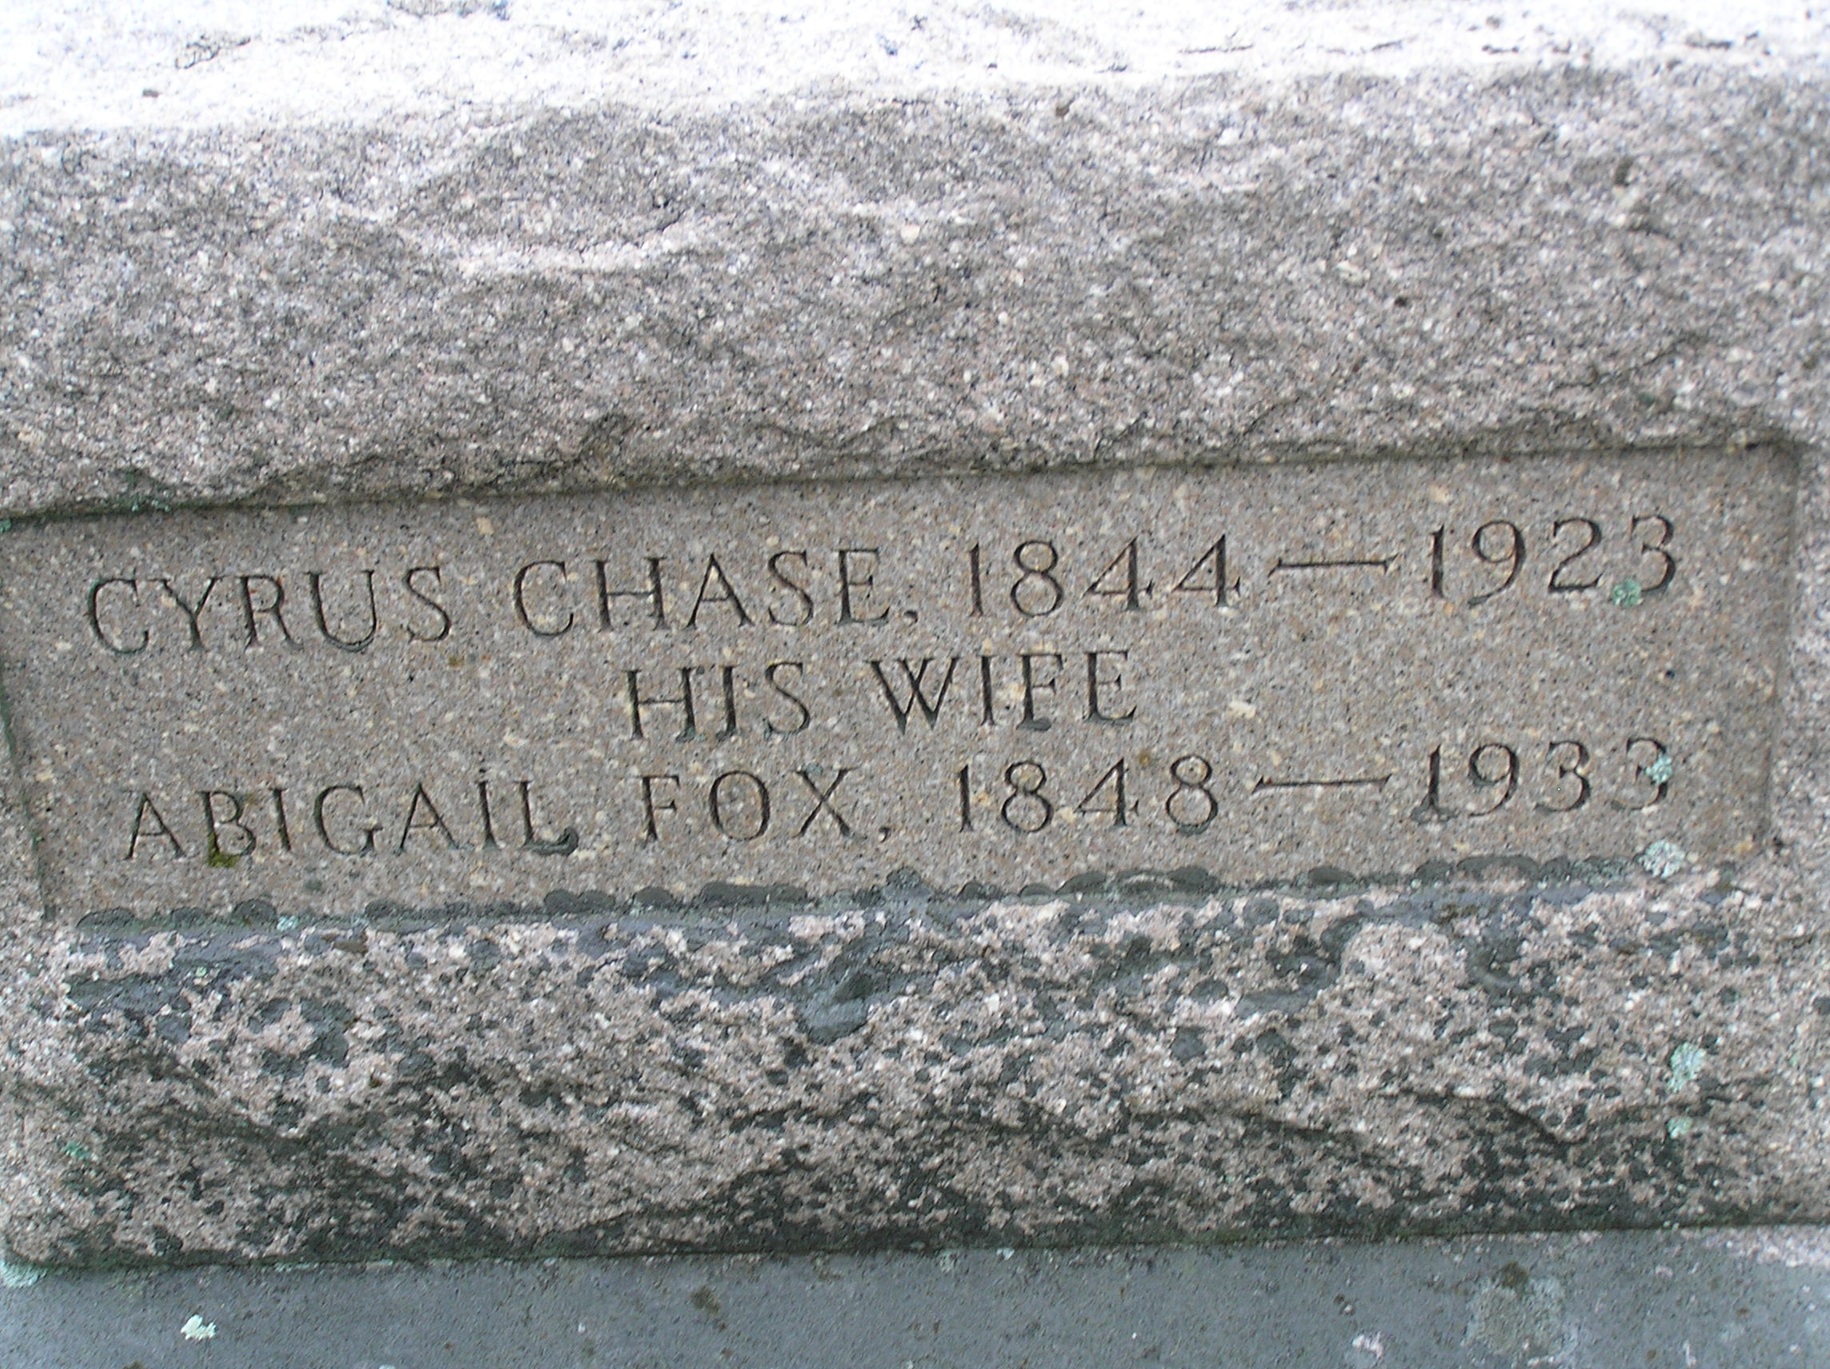 CYRUS CHASE, 1844—1923
HIS WIFE
ABIGAIL FOX, 1848—1933